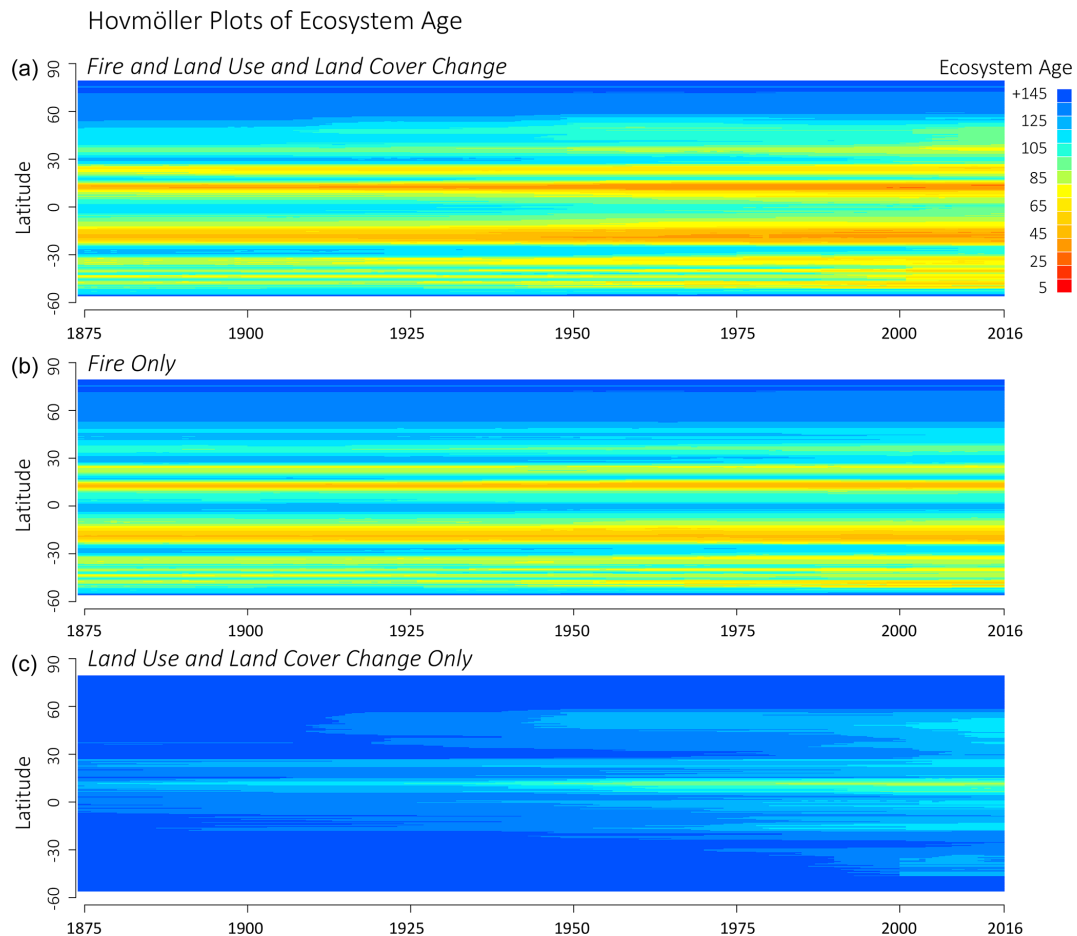 Hovmöller Plots of Ecosystem Age
(a) Fire and Land Use and Land Cover Change
Ecosystem Age
+145
125
105
85
65
45
25
5
Latitude
90
60
30
0
-30
-60
1875 1900 1925 1950 1975 2000 2016
(b) Fire Only
Latitude
90
60
30
0
-30
-60
1875 1900 1925 1950 1975 2000 2016
(c) Land Use and Land Cover Change Only
Latitude
90
60
30
0
-30
-60
1875 1900 1925 1950 1975 2000 2016